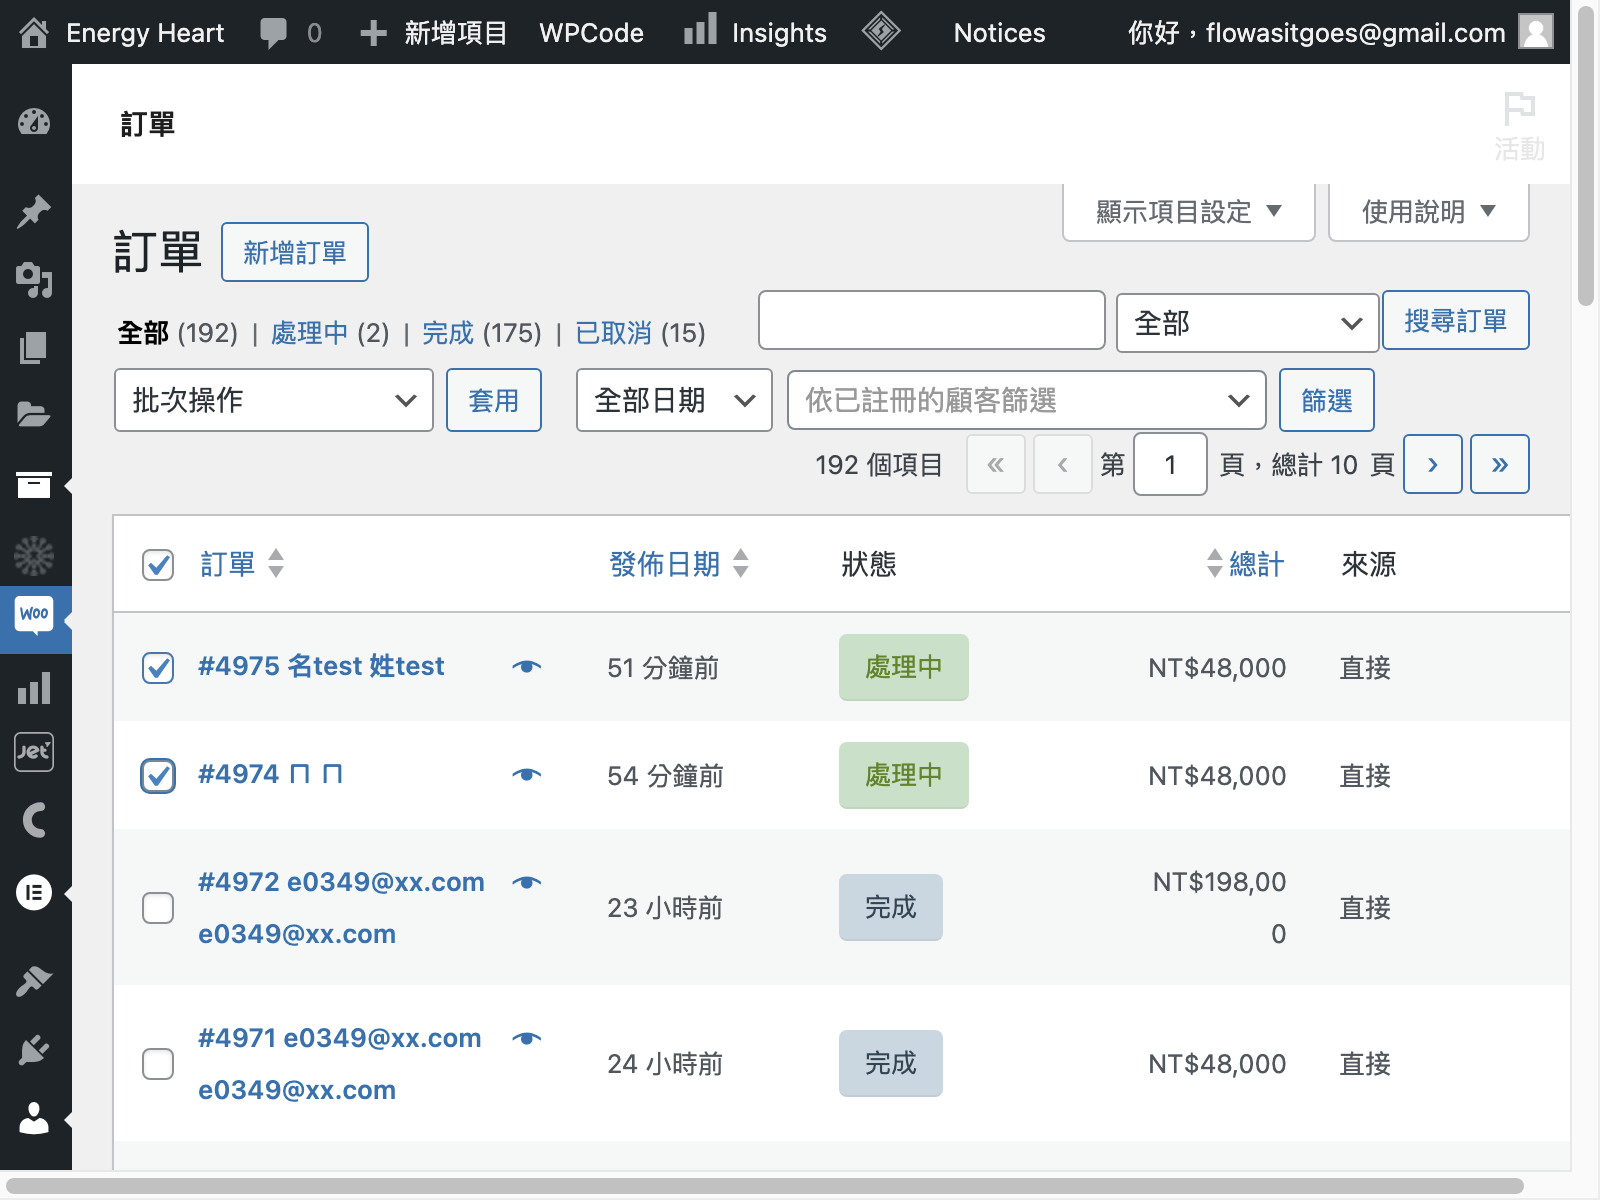 Energy Heart 0 新增項目 WPCode Insights Notices 你好，flowasitgoes@gmail.com
訂單
活動
顯示項目設定 ▼ 使用說明 ▼
訂單 新增訂單
全部 (192) | 處理中 (2) | 完成 (175) | 已取消 (15) 全部 搜尋訂單
批次操作 套用 全部日期 依已註冊的顧客篩選 篩選
192 個項目 « ‹ 第 1 頁，總計 10 頁 › »
訂單 發佈日期 狀態 總計 來源
Woo
#4975 名test 姓test 51 分鐘前 處理中 NT$48,000 直接
Jet
#4974 ㄇ ㄇ 54 分鐘前 處理中 NT$48,000 直接
#4972 e0349@xx.com e0349@xx.com 23 小時前 完成 NT$198,000 直接
#4971 e0349@xx.com e0349@xx.com 24 小時前 完成 NT$48,000 直接